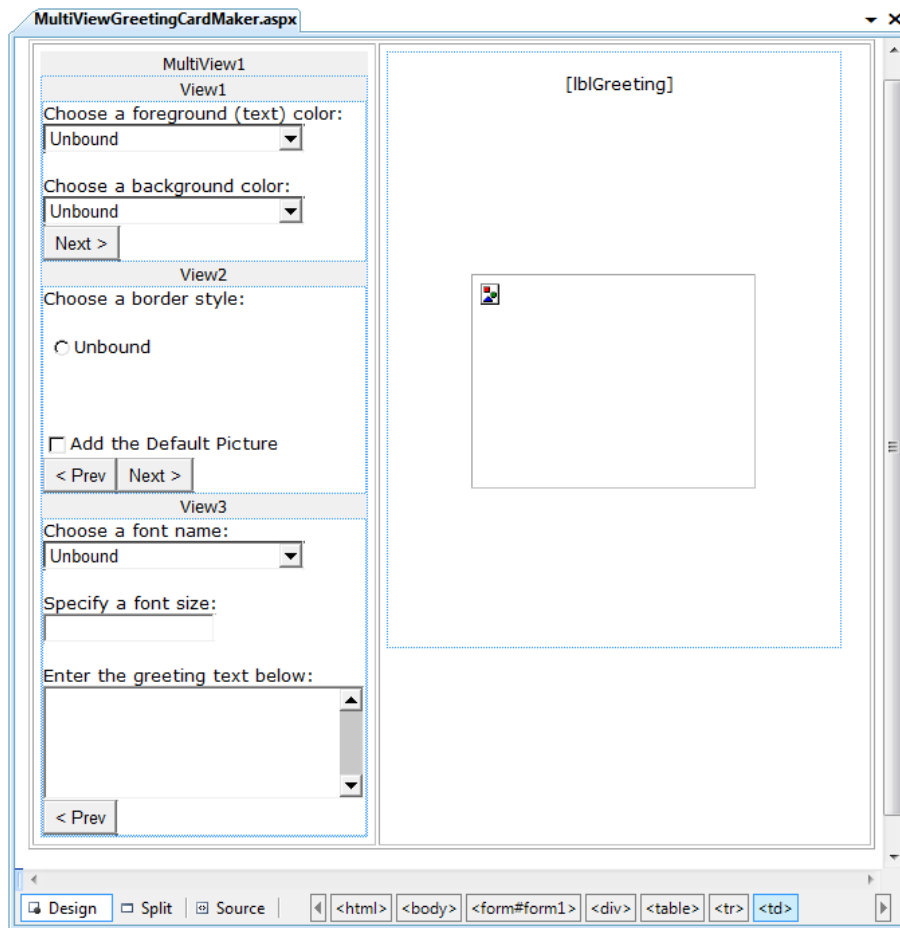 MultiViewGreetingCardMaker.aspx
MultiView1
View1
Choose a foreground (text) color:
Unbound
Choose a background color:
Unbound
Next >
View2
Choose a border style:
Unbound
Add the Default Picture
< Prev Next >
View3
Choose a font name:
Unbound
Specify a font size:
Enter the greeting text below:
< Prev
[lblGreeting]
Design Split Source <html> <body> <form#form1> <div> <table> <tr> <td>